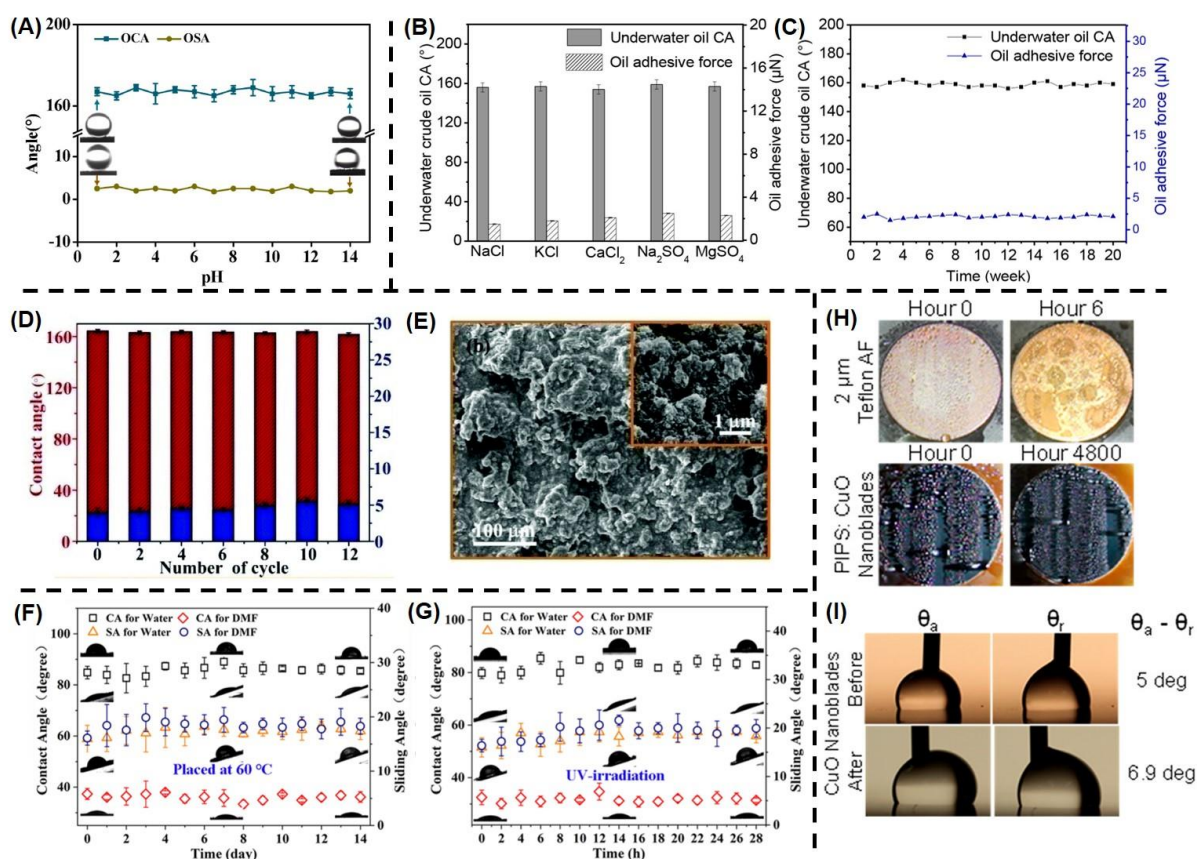 (A)
OCA OSA
200
160
10
0
-10
Angle(°)
0 2 4 6 8 10 12 14
pH
(B)
Underwater oil CA
Oil adhesive force
200
160
120
80
40
0
Underwater crude oil CA (°)
20
18
16
14
12
10
8
6
4
2
0
Oil adhesive force (μN)
NaCl KCl CaCl2 Na2SO4 MgSO4
(C)
Underwater oil CA
Oil adhesive force
200
180
160
140
120
100
80
60
Underwater crude oil CA (°)
30
25
20
15
10
5
0
Oil adhesive force (μN)
0 2 4 6 8 10 12 14 16 18 20
Time (week)
(D)
160
120
80
40
0
Contact angle (°)
30
25
20
15
10
5
0
0 2 4 6 8 10 12
Number of cycle
(E)
(b)
1 μm
100 μm
(H)
Hour 0 Hour 6
2 μm
Teflon AF
Hour 0 Hour 4800
PIPS: CuO
Nanoblades
(F)
CA for Water CA for DMF
SA for Water SA for DMF
100
80
60
40
Contact Angle (degree)
40
30
20
10
0
Sliding Angle (degree)
Placed at 60 °C
0 2 4 6 8 10 12 14
Time (day)
(G)
CA for Water CA for DMF
SA for Water SA for DMF
100
80
60
40
Contact Angle (degree)
40
30
20
10
0
Sliding Angle (degree)
UV-irradiation
0 2 4 6 8 10 12 14 16 18 20 22 24 26 28
Time (h)
(I)
θa θr θa - θr
CuO Nanoblades
Before
5 deg
After
6.9 deg